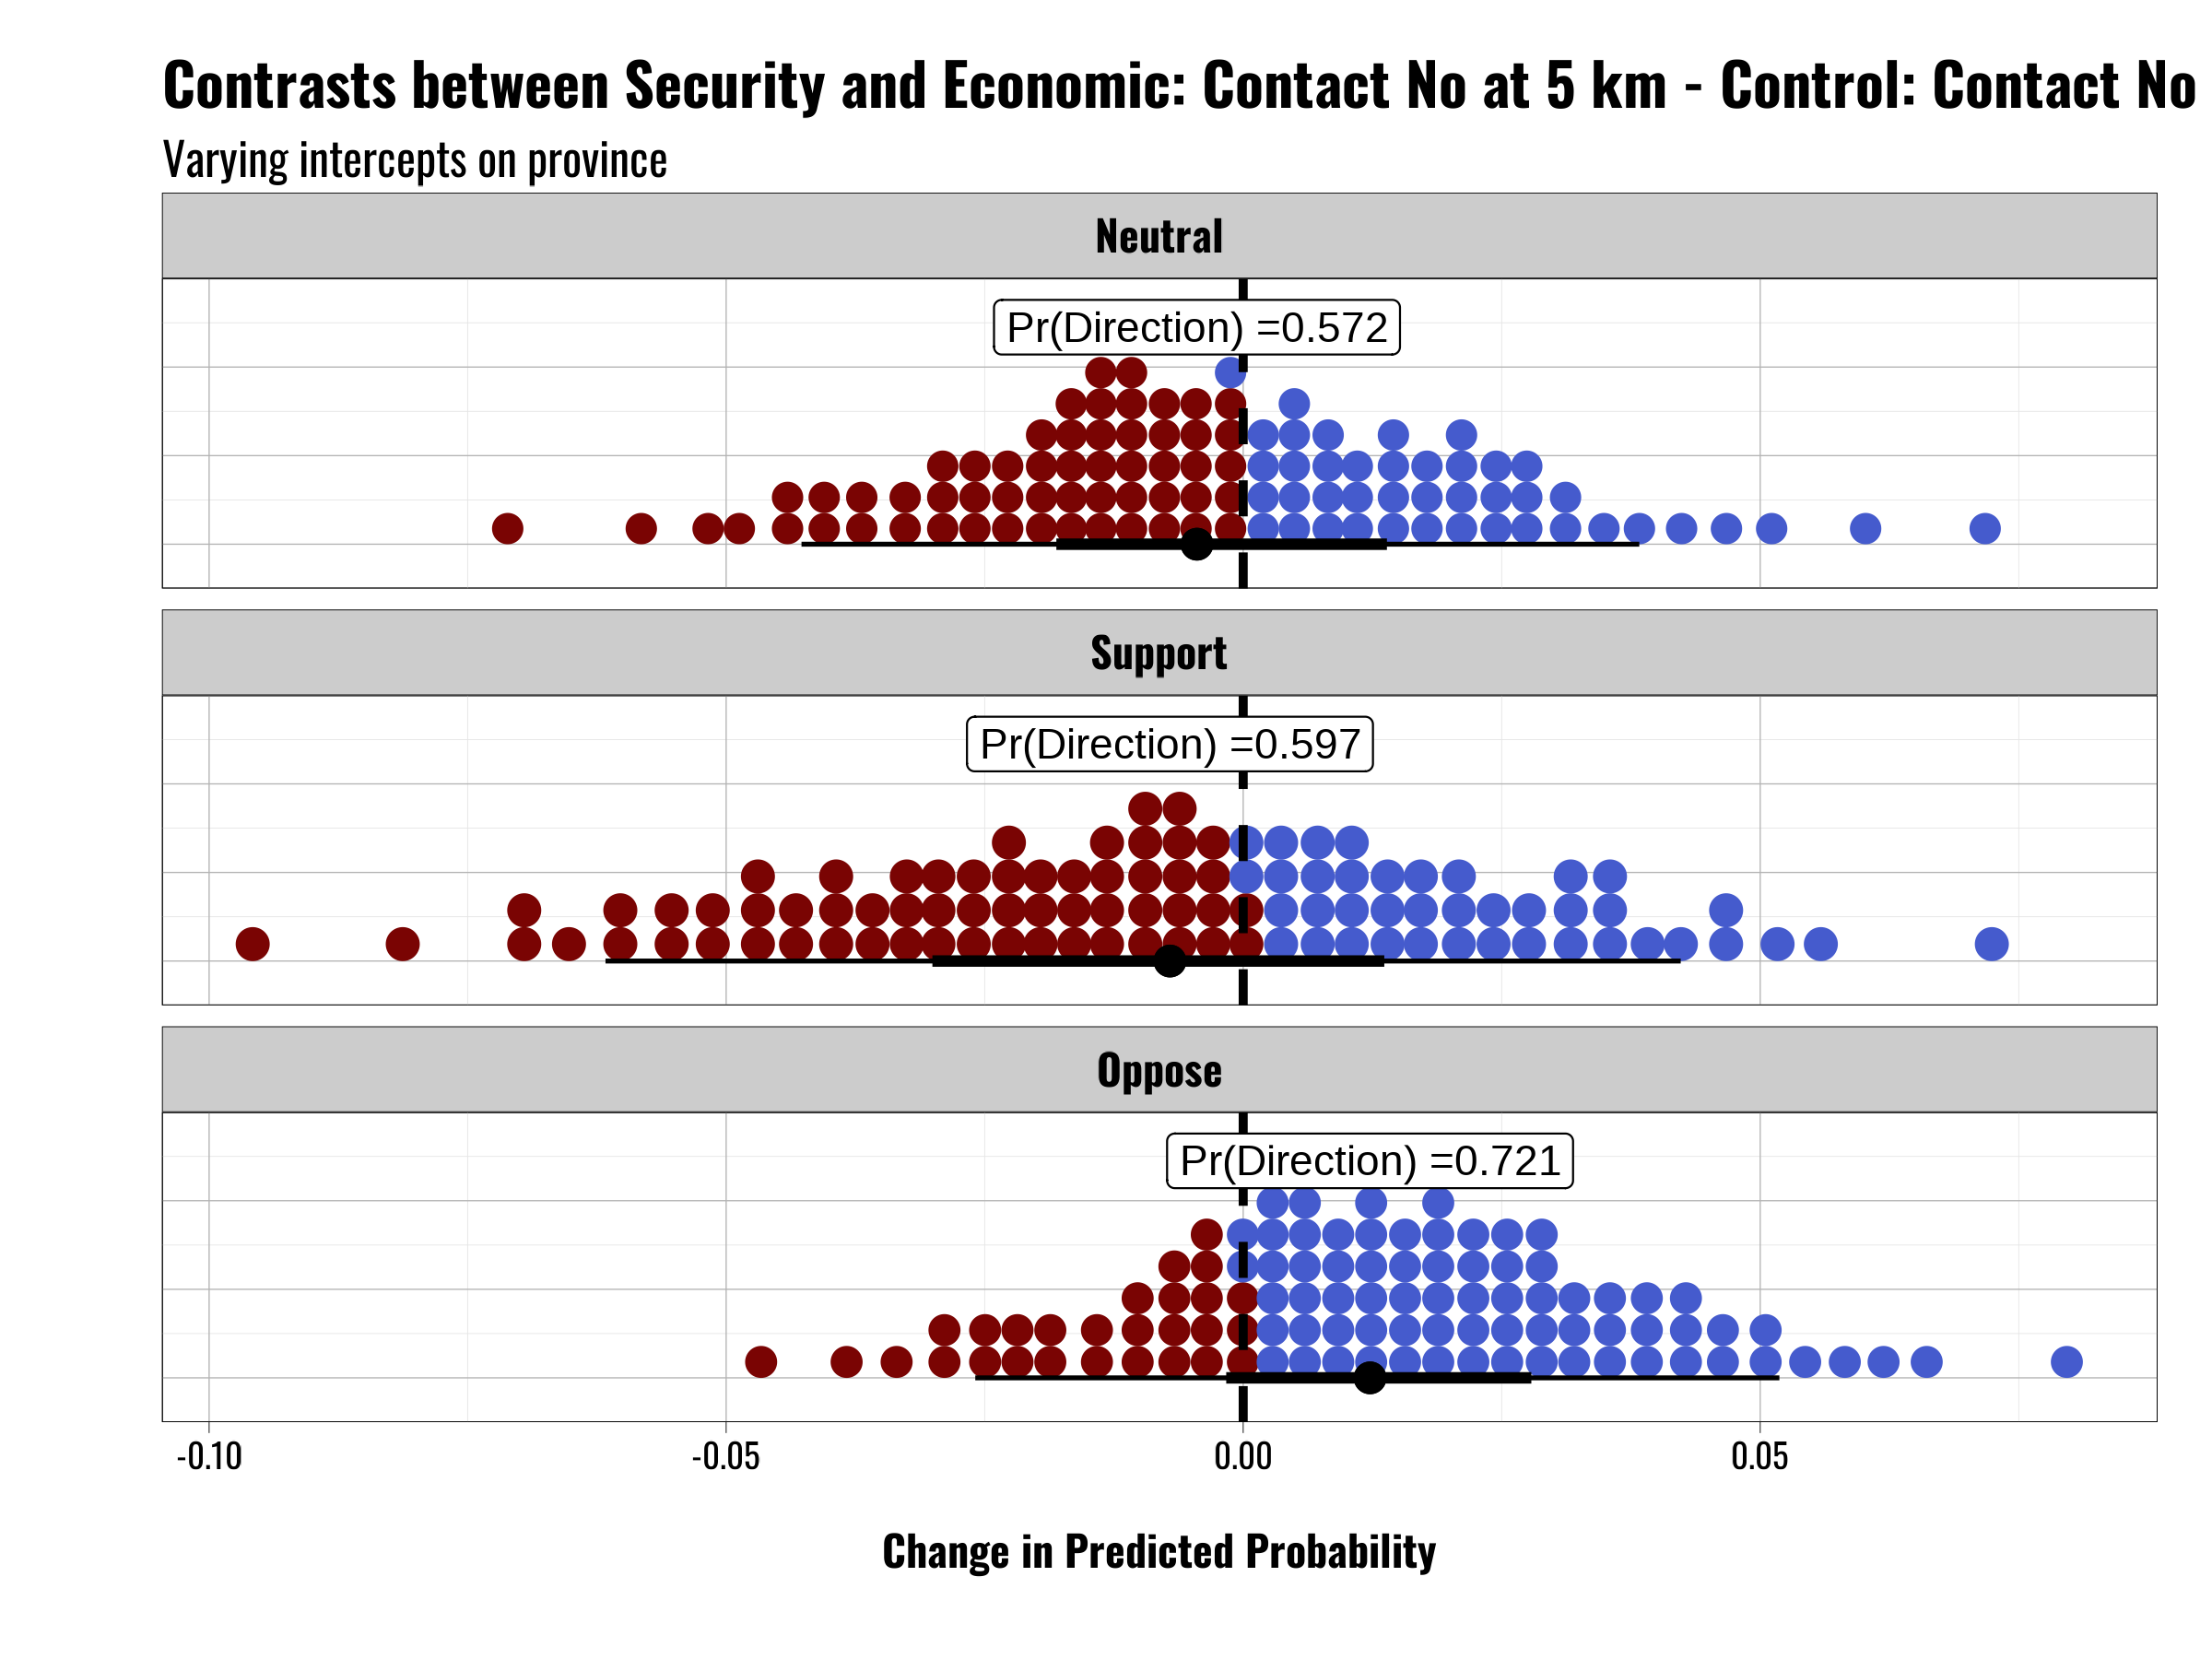 Contrasts between Security and Economic: Contact No at 5 km - Control: Contact No
Varying intercepts on province
Neutral
Pr(Direction) =0.572
Support
Pr(Direction) =0.597
Oppose
Pr(Direction) =0.721
-0.10 -0.05 0.00 0.05
Change in Predicted Probability